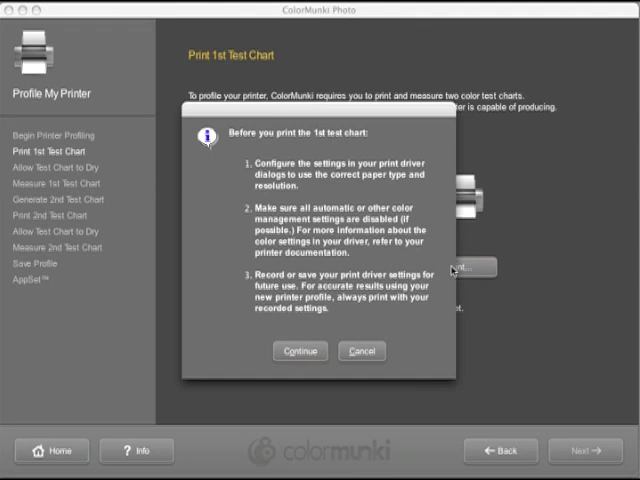 ColorMunki Photo
Profile My Printer
Begin Printer Profiling
Print 1st Test Chart
Allow Test Chart to Dry
Measure 1st Test Chart
Generate 2nd Test Chart
Print 2nd Test Chart
Allow Test Chart to Dry
Measure 2nd Test Chart
Save Profile
AppSet™
Print 1st Test Chart
To profile your printer, ColorMunki requires you to print and measure two color test charts.
is capable of producing.
Before you print the 1st test chart:
1. Configure the settings in your print driver
dialogs to use the correct paper type and
resolution.
2. Make sure all automatic or other color
management settings are disabled (if
possible.) For more information about the
color settings in your driver, refer to your
printer documentation.
3. Record or save your print driver settings for
future use. For accurate results using your
new printer profile, always print with your
recorded settings.
Continue
Cancel
Home
? Info
colormunki
Back
Next